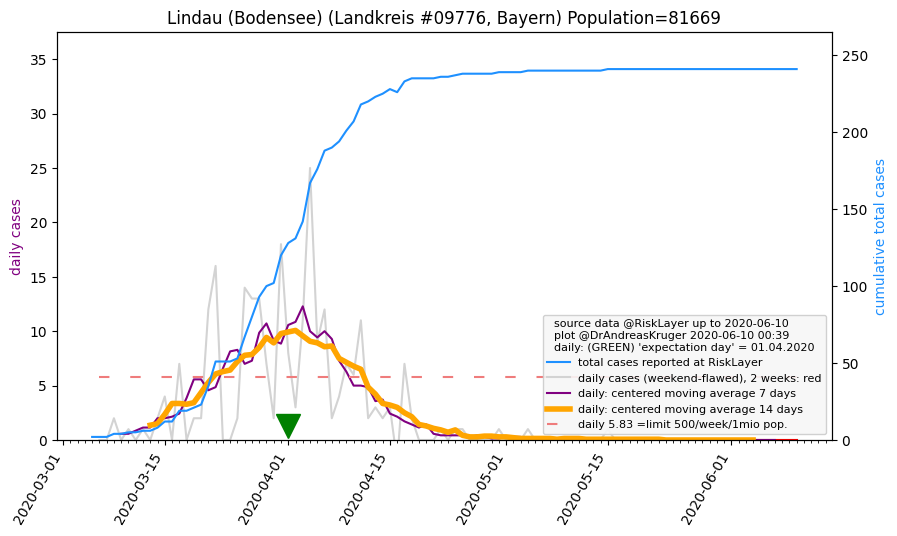 Lindau (Bodensee) (Landkreis #09776, Bayern) Population=81669
daily cases
35
30
25
20
15
10
5
0
250
200
150
100
50
0
cumulative total cases
source data @RiskLayer up to 2020-06-10
plot @DrAndreasKruger 2020-06-10 00:39
daily: (GREEN) 'expectation day' = 01.04.2020
total cases reported at RiskLayer
daily cases (weekend-flawed), 2 weeks: red
daily: centered moving average 7 days
daily: centered moving average 14 days
daily 5.83 =limit 500/week/1mio pop.
2020-03-01
2020-03-15
2020-04-01
2020-04-15
2020-05-01
2020-05-15
2020-06-01